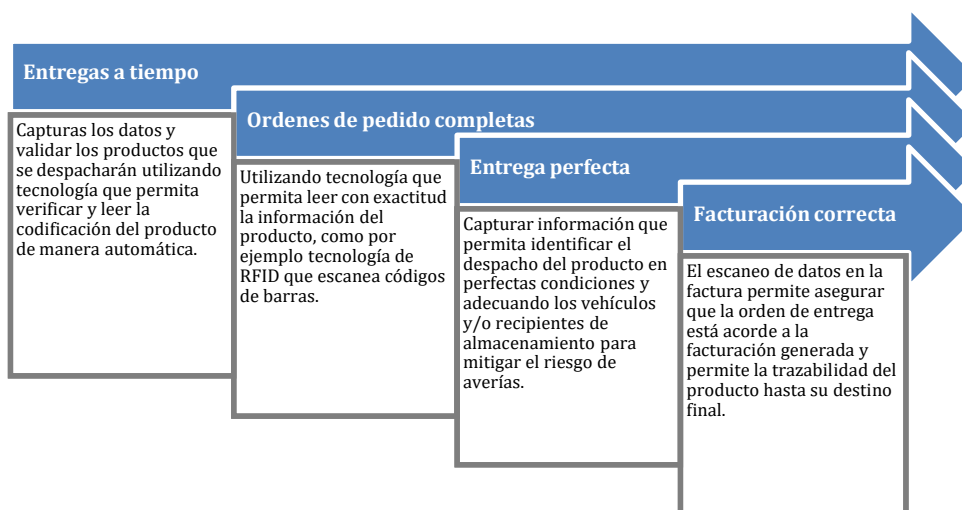 Entregas a tiempo
Capturas los datos y
validar los productos que
se despacharán utilizando
tecnología que permita
verificar y leer la
codificación del producto
de manera automática.
Ordenes de pedido completas
Utilizando tecnología que
permita leer con exactitud
la información del
producto, como por
ejemplo tecnología de
RFID que escanea códigos
de barras.
Entrega perfecta
Capturar información que
permita identificar el
despacho del producto en
perfectas condiciones y
adecuando los vehículos
y/o recipientes de
almacenamiento para
mitigar el riesgo de
averías.
Facturación correcta
El escaneo de datos en la
factura permite asegurar
que la orden de entrega
está acorde a la
facturación generada y
permite la trazabilidad del
producto hasta su destino
final.